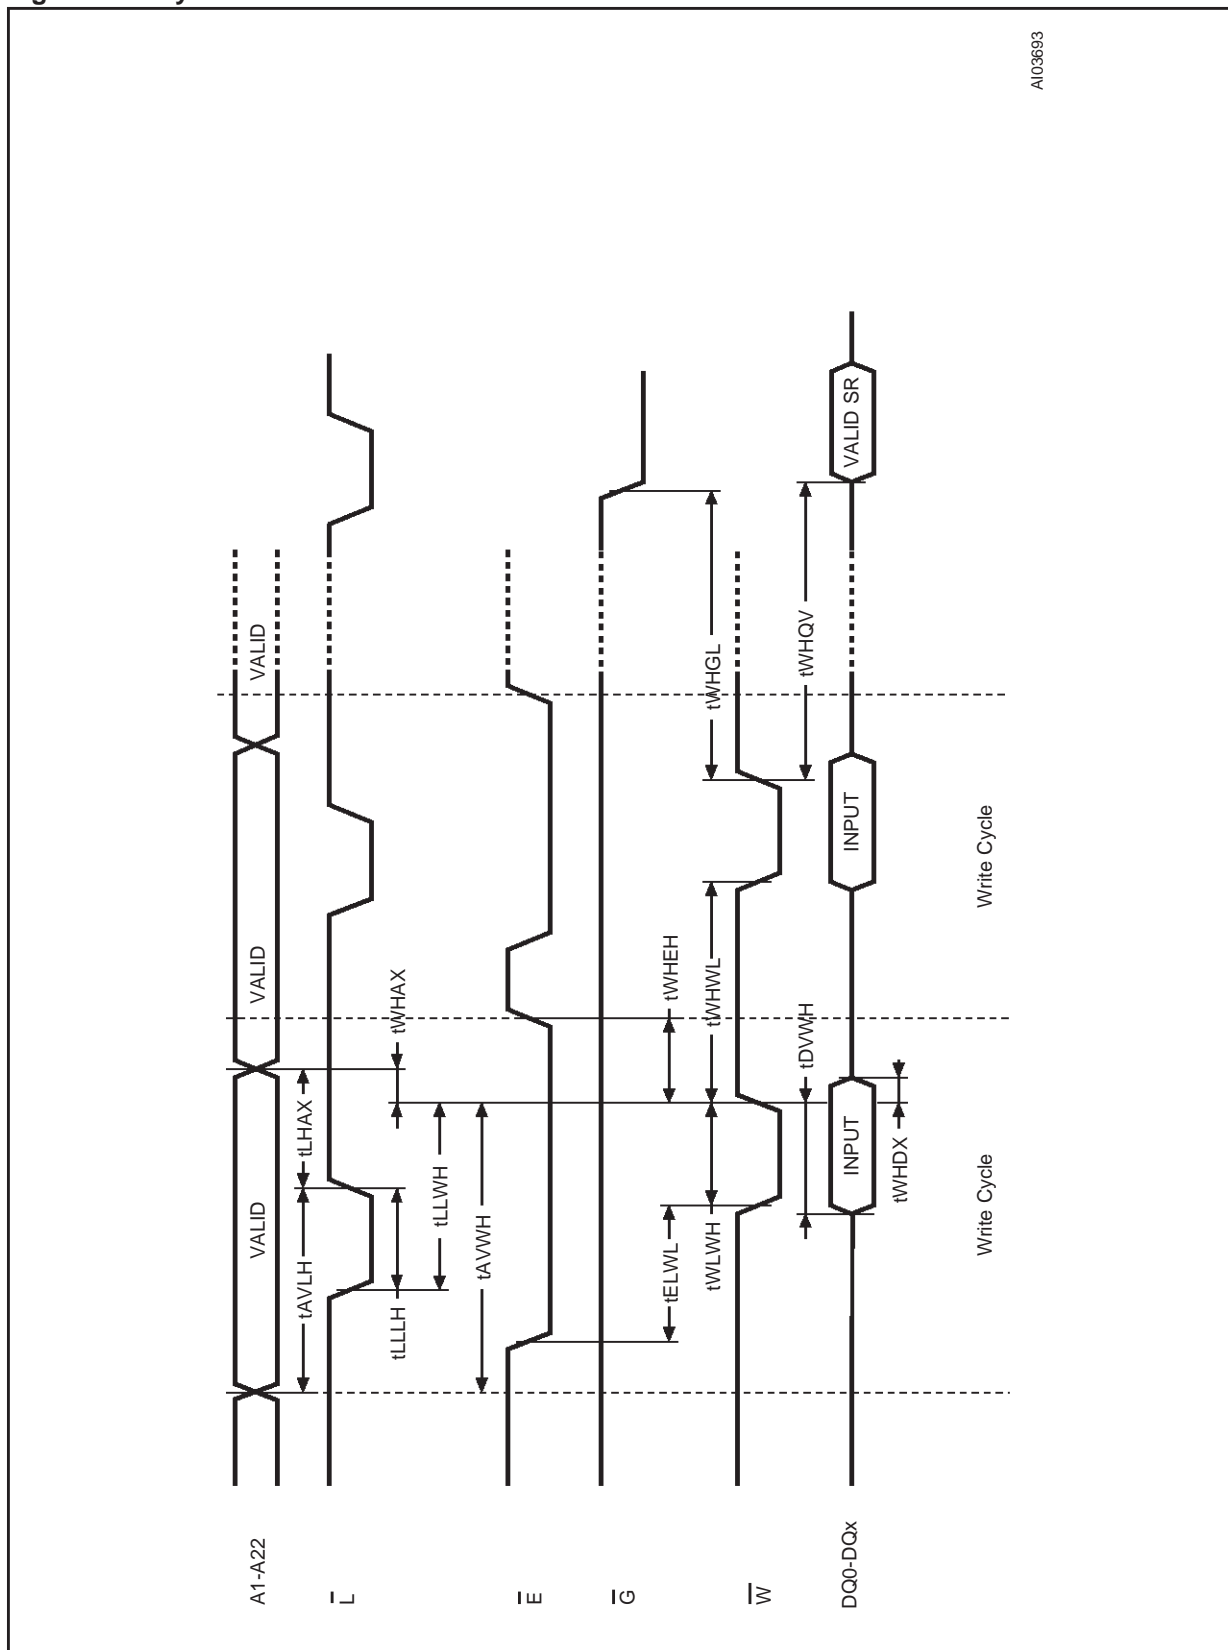 A1-A22
VALID
VALID
VALID
tAVLH
tLHAX
L
tLLLH
tWHAX
tLLWH
tAVWH
E
G
tELWL
tWHEH
tWLWH
tWHWL
tWHGL
W
tDVWH
tWHQV
DQ0-DQx
INPUT
INPUT
VALID SR
tWHDX
Write Cycle
Write Cycle
AI03693